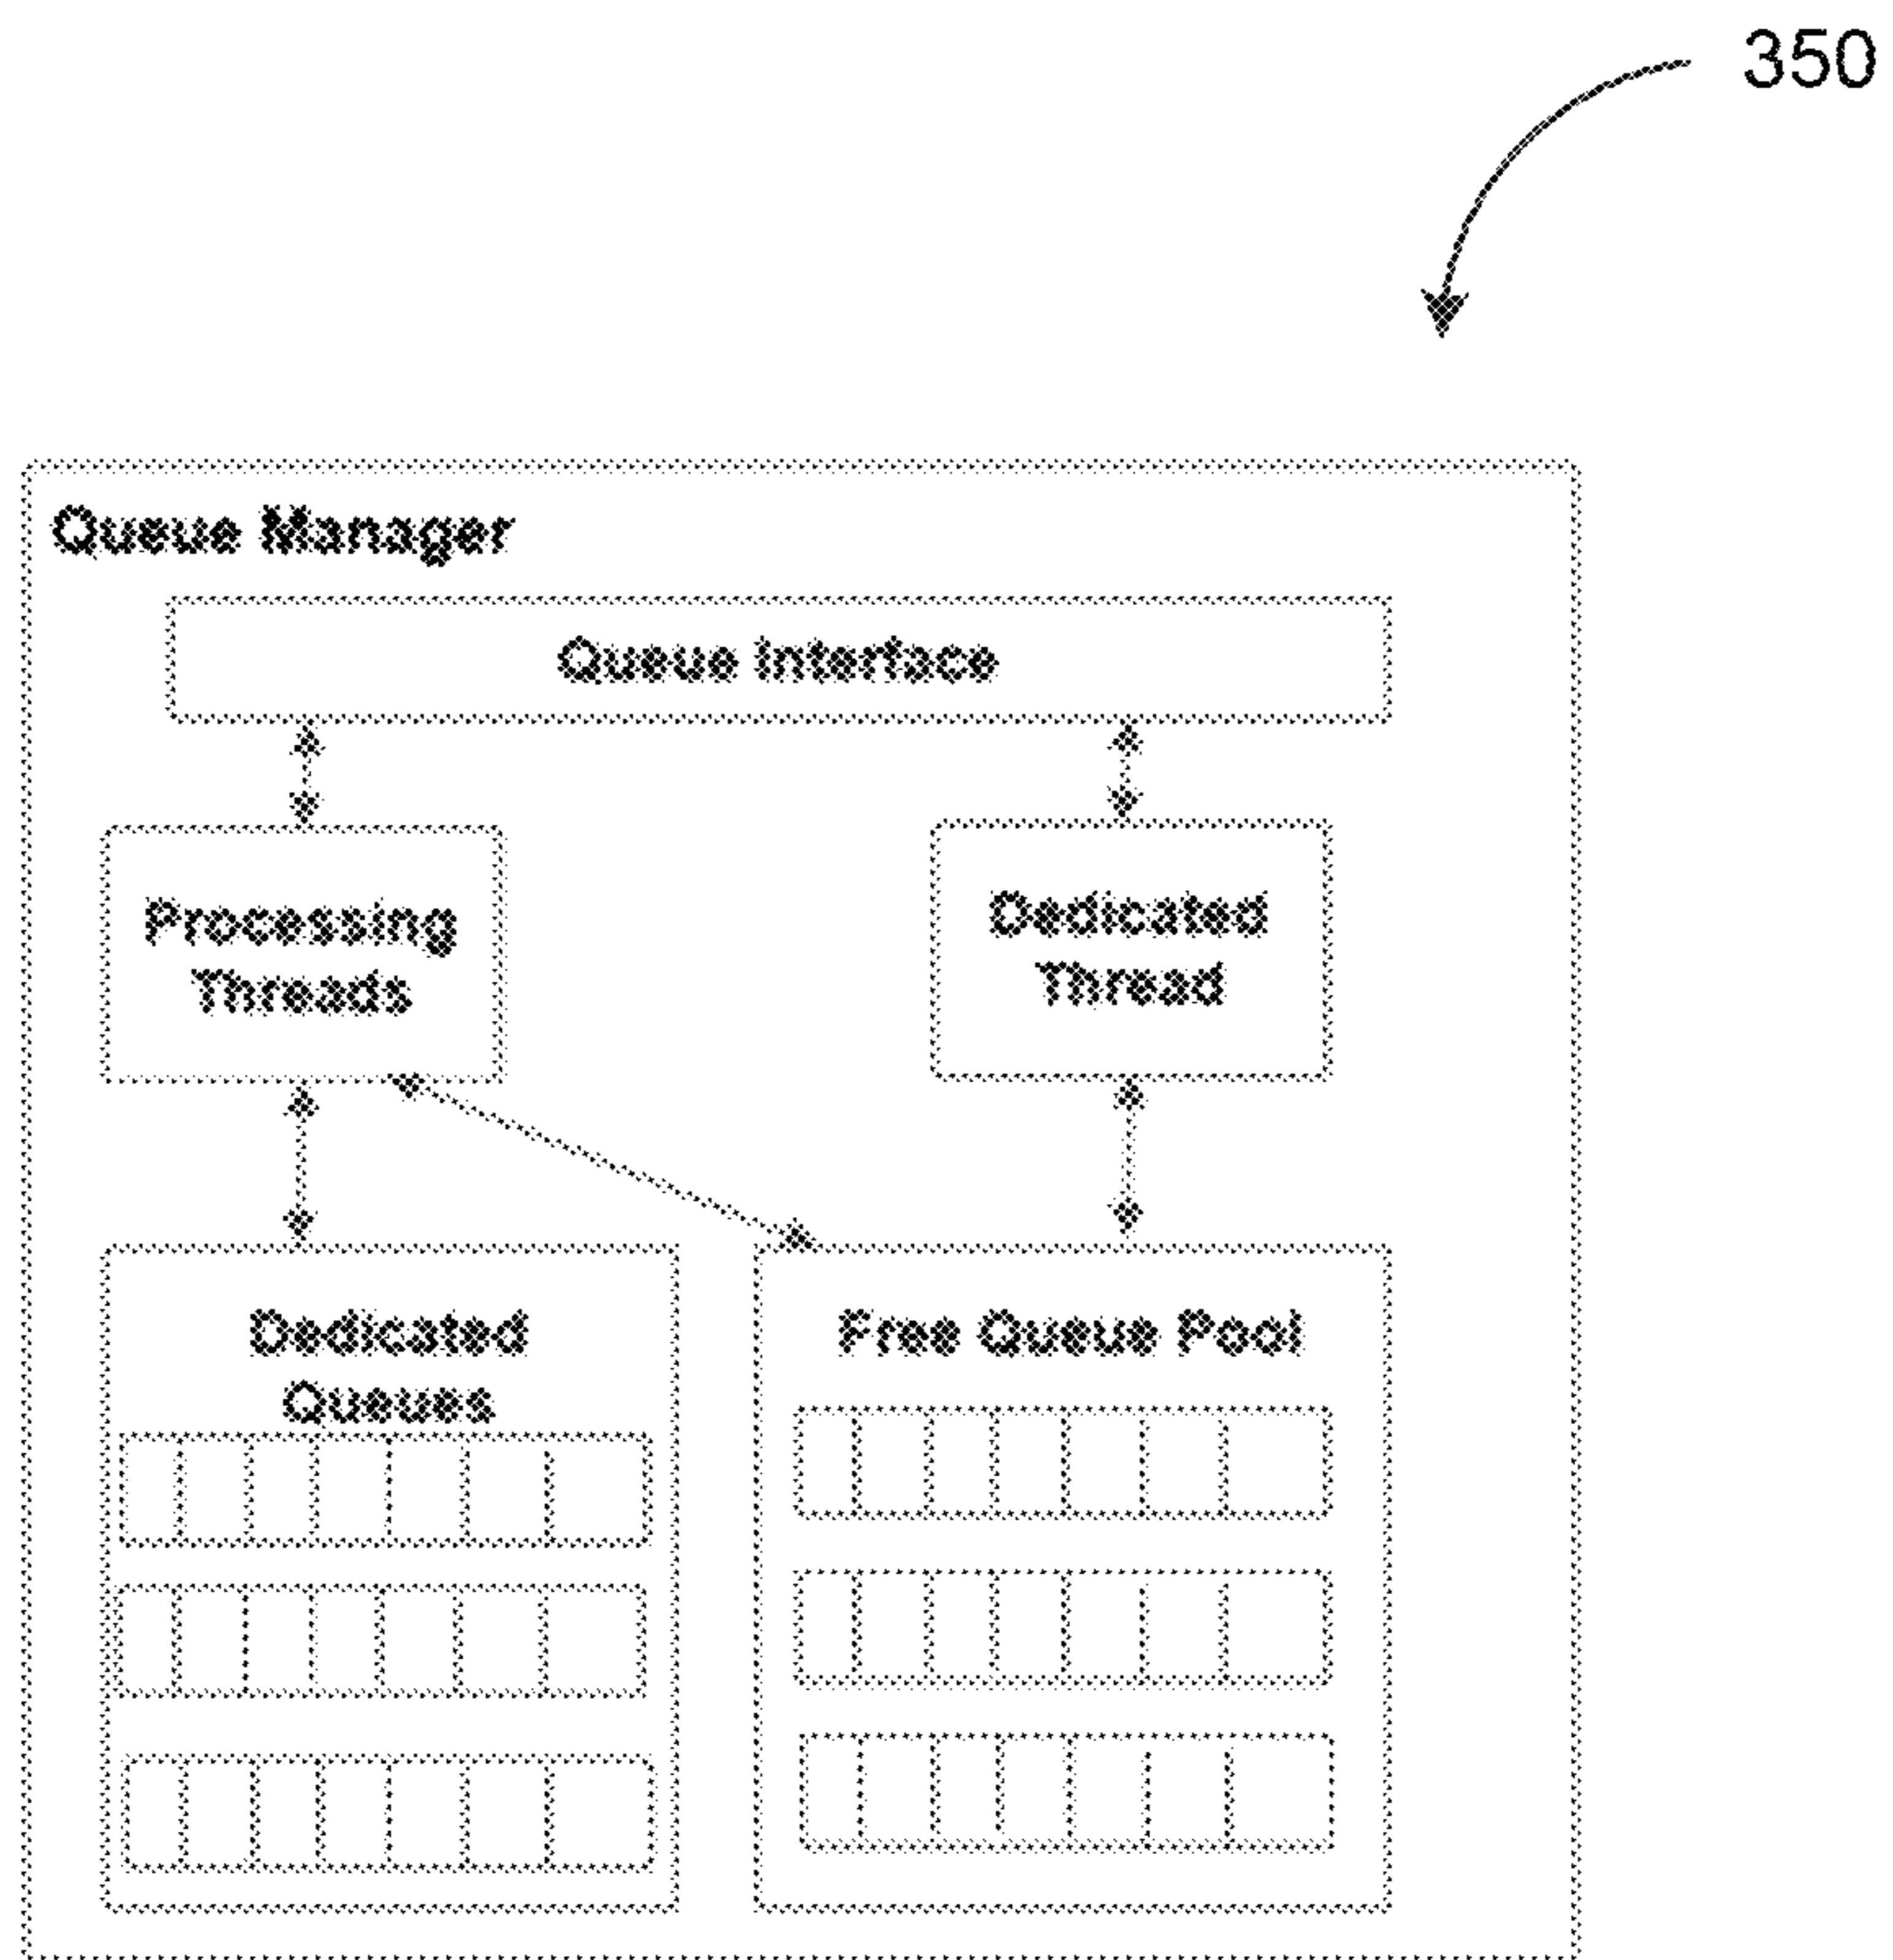 350
Queue Manager
Queue Interface
Processing
Threads
Dedicated
Thread
Dedicated
Queues
Free Queue Pool